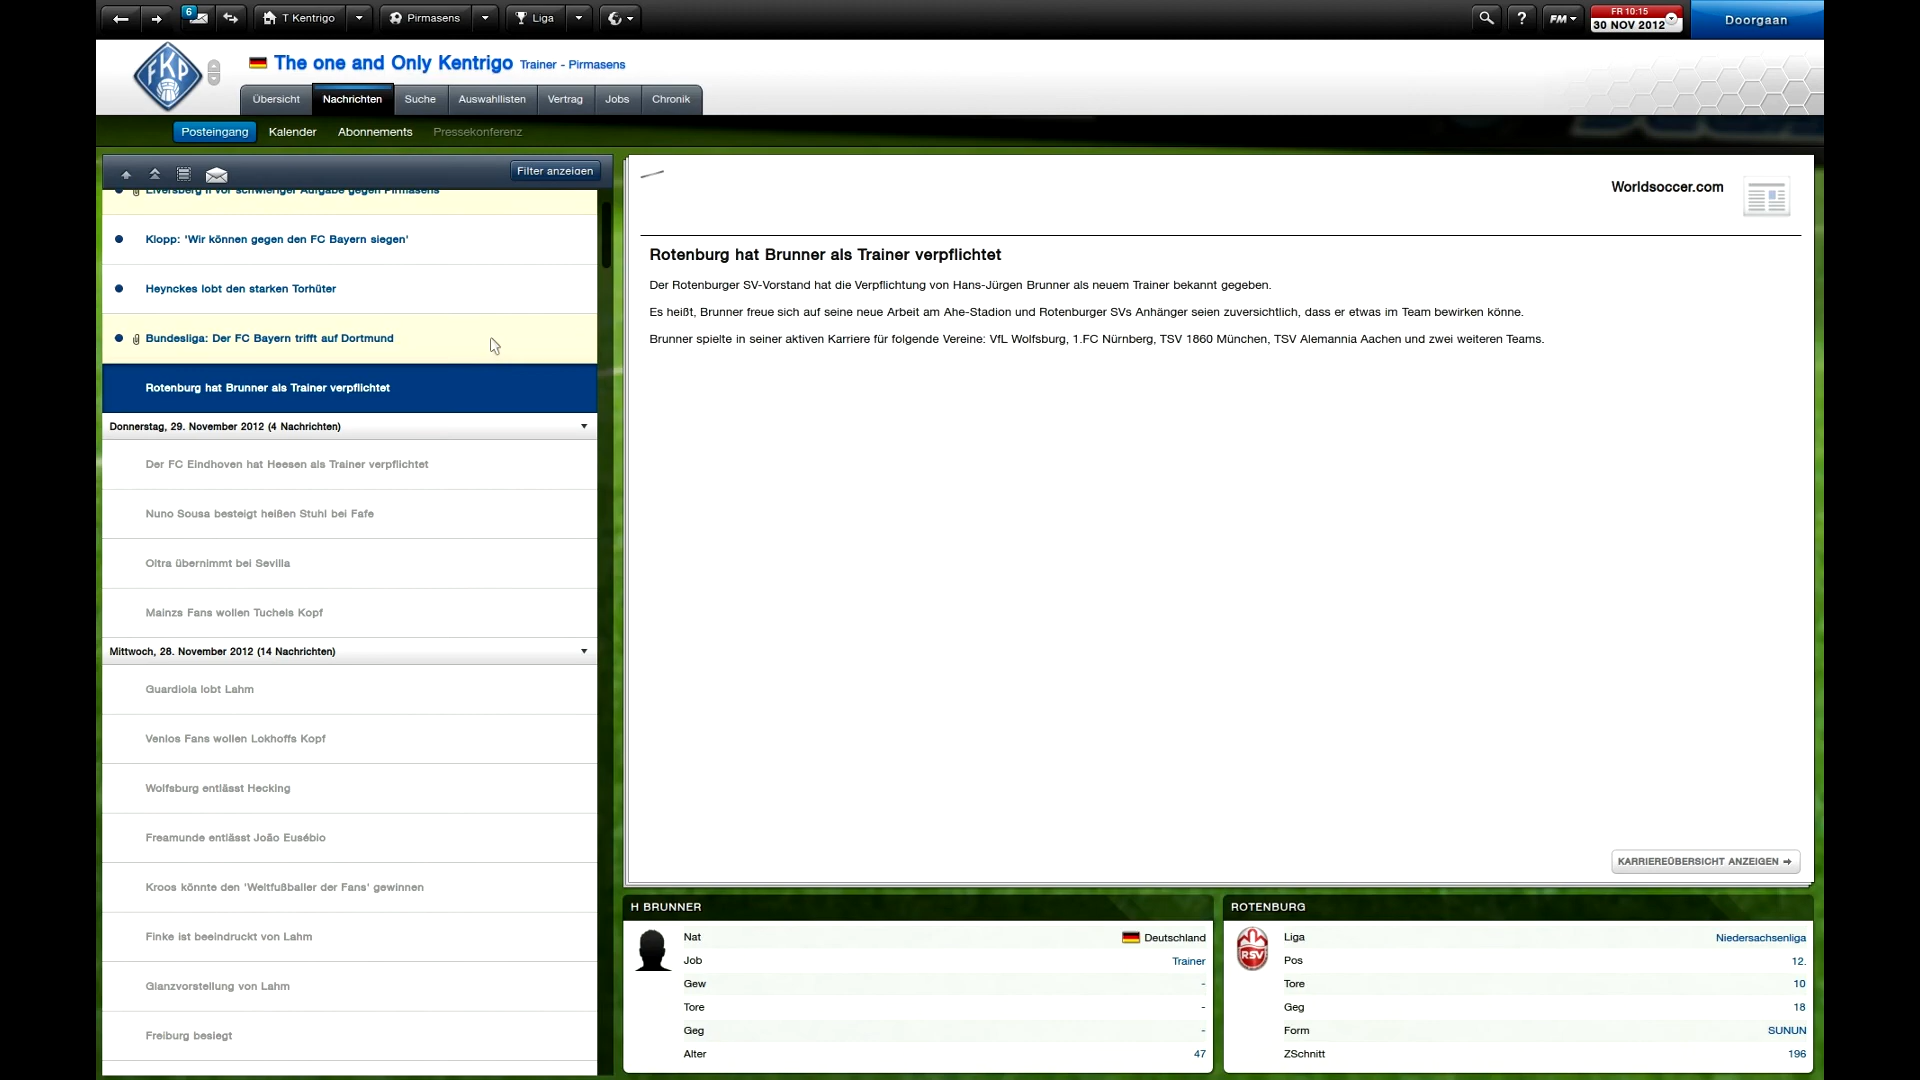 6
T Kentrigo
Pirmasens
Liga
?
FM
FR 10:15
30 NOV 2012
Doorgaan
FKP
The one and Only Kentrigo Trainer - Pirmasens
Übersicht
Nachrichten
Suche
Auswahllisten
Vertrag
Jobs
Chronik
Posteingang
Kalender
Abonnements
Pressekonferenz
Filter anzeigen
Elversberg II vor schwieriger Aufgabe gegen Pirmasens
Klopp: 'Wir können gegen den FC Bayern siegen'
Heynckes lobt den starken Torhüter
Bundesliga: Der FC Bayern trifft auf Dortmund
Rotenburg hat Brunner als Trainer verpflichtet
Donnerstag, 29. November 2012 (4 Nachrichten)
Der FC Eindhoven hat Heesen als Trainer verpflichtet
Nuno Sousa besteigt heißen Stuhl bei Fafe
Oltra übernimmt bei Sevilla
Mainzs Fans wollen Tuchels Kopf
Mittwoch, 28. November 2012 (14 Nachrichten)
Guardiola lobt Lahm
Venlos Fans wollen Lokhoffs Kopf
Wolfsburg entlässt Hecking
Freamunde entlässt João Eusébio
Kroos könnte den 'Weltfußballer der Fans' gewinnen
Finke ist beeindruckt von Lahm
Glanzvorstellung von Lahm
Freiburg besiegt
Worldsoccer.com
Rotenburg hat Brunner als Trainer verpflichtet
Der Rotenburger SV-Vorstand hat die Verpflichtung von Hans-Jürgen Brunner als neuem Trainer bekannt gegeben.
Es heißt, Brunner freue sich auf seine neue Arbeit am Ahe-Stadion und Rotenburger SVs Anhänger seien zuversichtlich, dass er etwas im Team bewirken könne.
Brunner spielte in seiner aktiven Karriere für folgende Vereine: VfL Wolfsburg, 1.FC Nürnberg, TSV 1860 München, TSV Alemannia Aachen und zwei weiteren Teams.
KARRIEREÜBERSICHT ANZEIGEN
H BRUNNER
Nat Deutschland
Job Trainer
Gew -
Tore -
Geg -
Alter 47
ROTENBURG
RSV
Liga Niedersachsenliga
Pos 12.
Tore 10
Geg 18
Form SUNUN
ZSchnitt 196